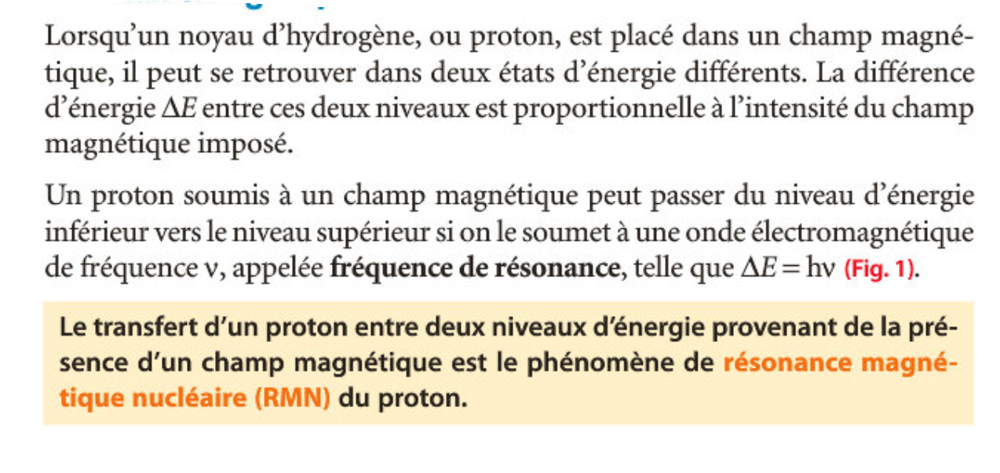 Lorsqu'un noyau d'hydrogène, ou proton, est placé dans un champ magné-
tique, il peut se retrouver dans deux états d'énergie différents. La différence
d'énergie ΔE entre ces deux niveaux est proportionnelle à l'intensité du champ
magnétique imposé.
Un proton soumis à un champ magnétique peut passer du niveau d'énergie
inférieur vers le niveau supérieur si on le soumet à une onde électromagnétique
de fréquence ν, appelée fréquence de résonance, telle que ΔE = hν (Fig. 1).
Le transfert d'un proton entre deux niveaux d'énergie provenant de la pré-
sence d'un champ magnétique est le phénomène de résonance magné-
tique nucléaire (RMN) du proton.